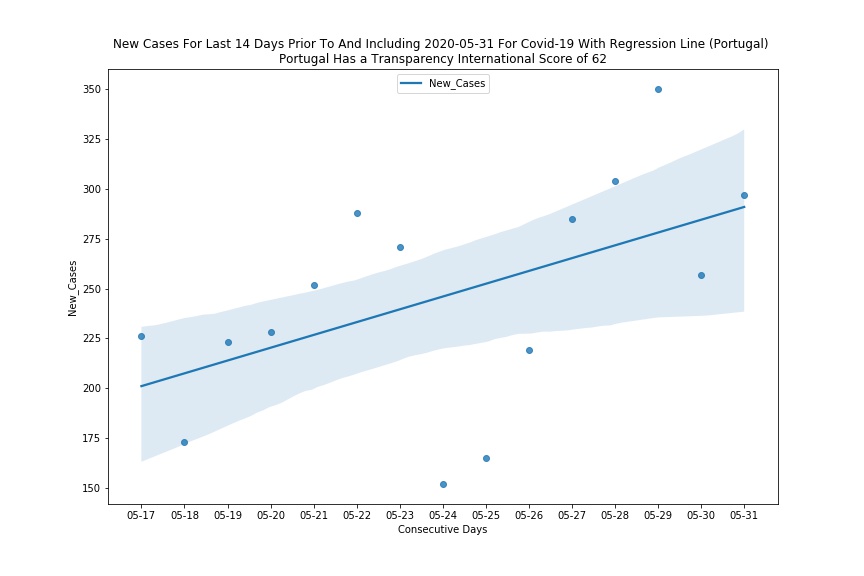 New Cases For Last 14 Days Prior To And Including 2020-05-31 For Covid-19 With Regression Line (Portugal)
Portugal Has a Transparency International Score of 62
New_Cases
350
325
300
275
250
225
200
175
150
New_Cases
05-17 05-18 05-19 05-20 05-21 05-22 05-23 05-24 05-25 05-26 05-27 05-28 05-29 05-30 05-31
Consecutive Days